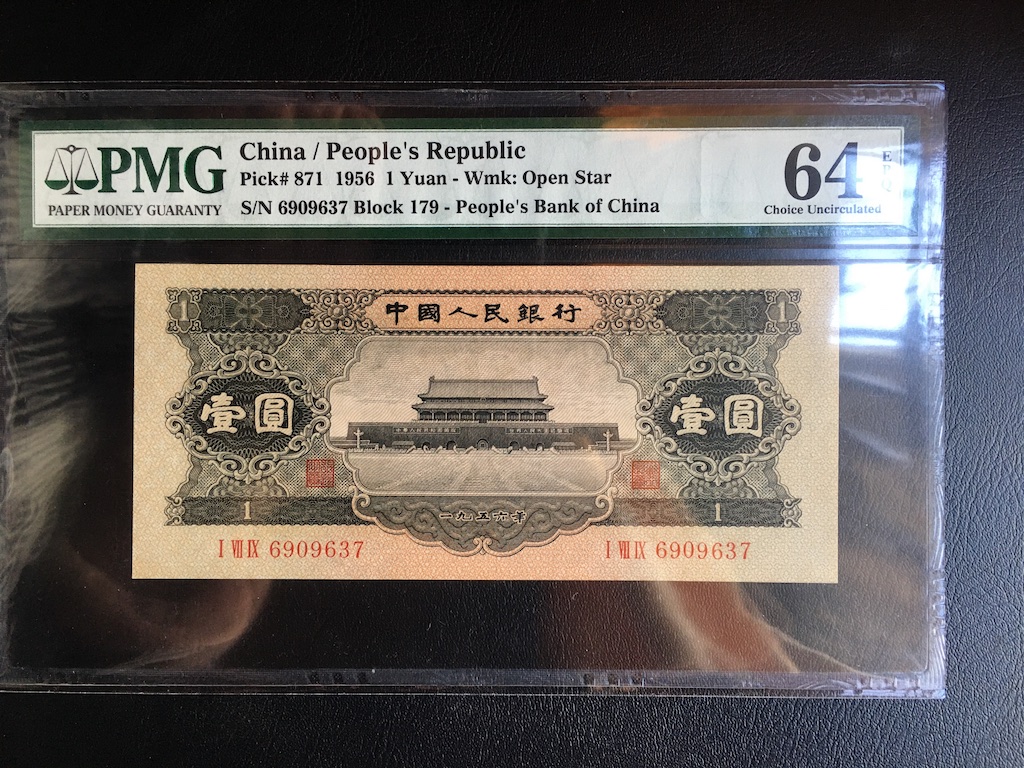 PMG
PAPER MONEY GUARANTY
China / People's Republic
Pick# 871 1956 1 Yuan - Wmk: Open Star
S/N 6909637 Block 179 - People's Bank of China
64
EPQ
Choice Uncirculated
1
中國人民銀行
1
壹圓
壹圓
1
一九五六年
1
I VII IX 6909637
I VII IX 6909637